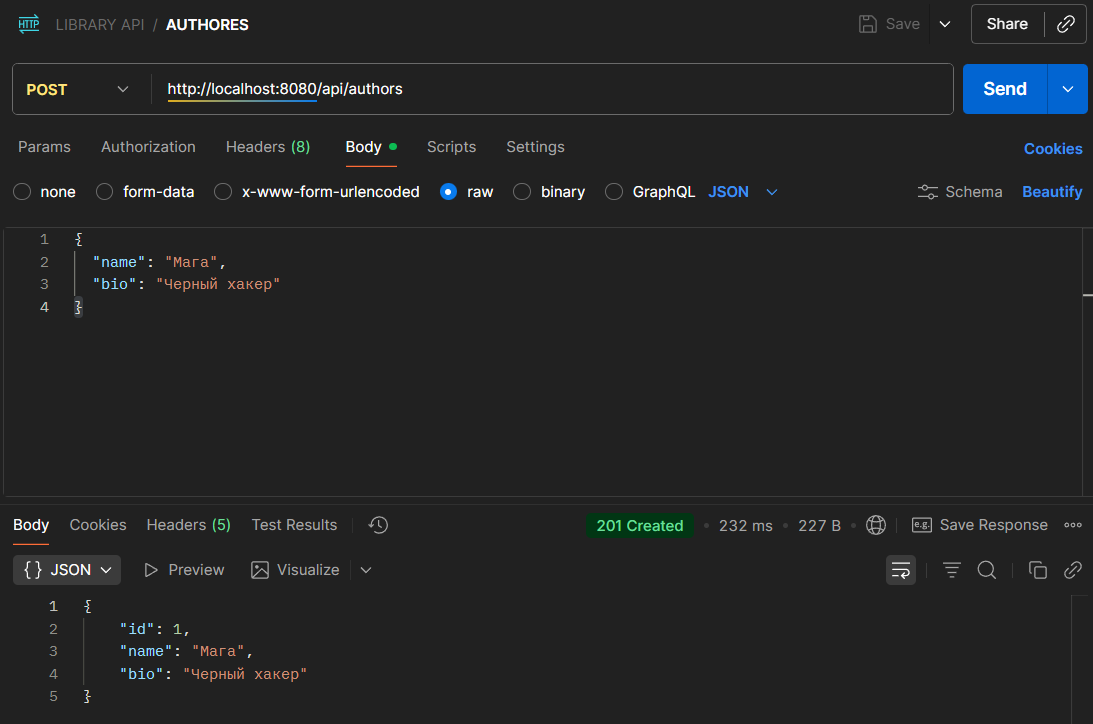 HTTP LIBRARY API / AUTHORES Save Share
POST http://localhost:8080/api/authors Send
Params Authorization Headers (8) Body Scripts Settings Cookies
none form-data x-www-form-urlencoded raw binary GraphQL JSON Schema Beautify
1 {
2 "name": "Мага",
3 "bio": "Черный хакер"
4 }
Body Cookies Headers (5) Test Results 201 Created • 232 ms • 227 B • e.g. Save Response
{} JSON Preview Visualize
1 {
2 "id": 1,
3 "name": "Мага",
4 "bio": "Черный хакер"
5 }